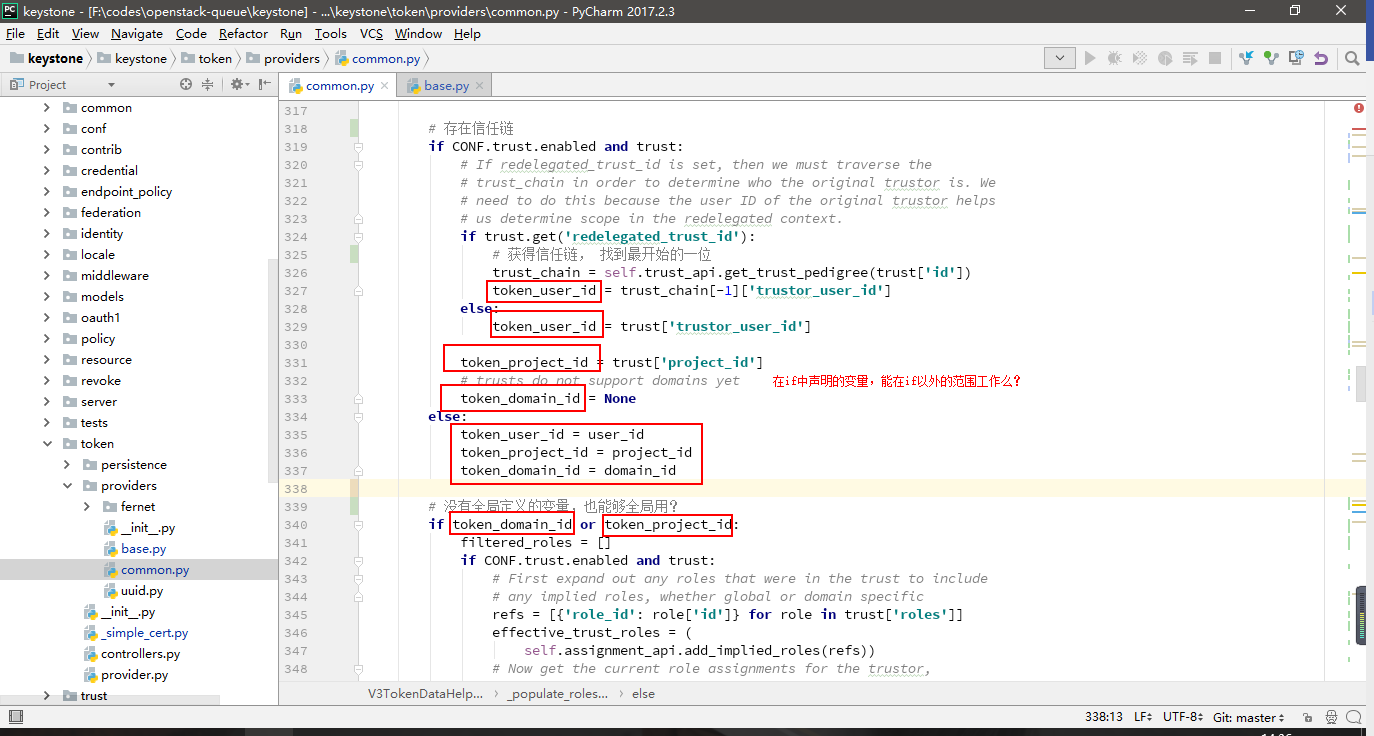 keystone - [F:\codes\openstack-queue\keystone] - ...\keystone\token\providers\common.py - PyCharm 2017.2.3
File Edit View Navigate Code Refactor Run Tools VCS Window Help
keystone keystone token providers common.py
Project
common.py base.py
common
conf
contrib
credential
endpoint_policy
federation
identity
locale
middleware
models
oauth1
policy
resource
revoke
server
tests
token
persistence
providers
fernet
__init__.py
base.py
common.py
uuid.py
__init__.py
_simple_cert.py
controllers.py
provider.py
trust
317
318 # 存在信任链
319 if CONF.trust.enabled and trust:
320 # If redelegated_trust_id is set, then we must traverse the
321 # trust_chain in order to determine who the original trustor is. We
322 # need to do this because the user ID of the original trustor helps
323 # us determine scope in the redelegated context.
324 if trust.get('redelegated_trust_id'):
325 # 获得信任链, 找到最开始的一位
326 trust_chain = self.trust_api.get_trust_pedigree(trust['id'])
327 token_user_id = trust_chain[-1]['trustor_user_id']
328 else:
329 token_user_id = trust['trustor_user_id']
330
331 token_project_id = trust['project_id']
332 # trusts do not support domains yet 在if中声明的变量，能在if以外的范围工作么？
333 token_domain_id = None
334 else:
335 token_user_id = user_id
336 token_project_id = project_id
337 token_domain_id = domain_id
338
339 # 没有全局定义的变量，也能够全局用?
340 if token_domain_id or token_project_id:
341 filtered_roles = []
342 if CONF.trust.enabled and trust:
343 # First expand out any roles that were in the trust to include
344 # any implied roles, whether global or domain specific
345 refs = [{'role_id': role['id']} for role in trust['roles']]
346 effective_trust_roles = (
347 self.assignment_api.add_implied_roles(refs))
348 # Now get the current role assignments for the trustor,
V3TokenDataHelp... _populate_roles... else
338:13 LF UTF-8 Git: master